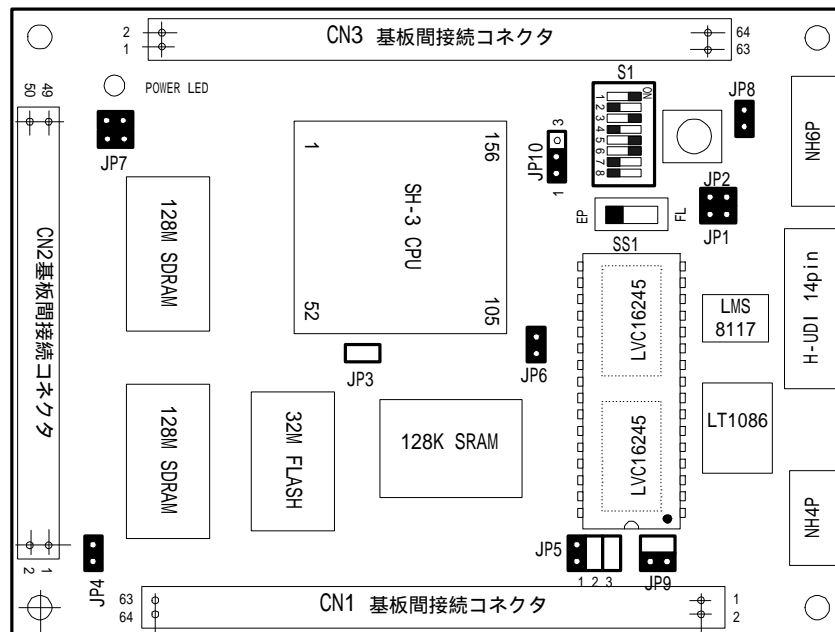 CN3 基板間接続コネクタ
2
1
64
63
POWER LED
50
49
S1
ON
1
2
3
4
5
6
7
8
JP8
NH6P
JP7
3
JP10
1
1
156
SH-3 CPU
52
105
JP2
JP1
EP
FL
SS1
128M SDRAM
CN2基板間接続コネクタ
LVC16245
LMS
8117
H-UDI 14pin
JP3
JP6
128M SDRAM
32M FLASH
128K SRAM
LVC16245
LT1086
NH4P
2
1
JP4
JP5
1 2 3
JP9
63
64
CN1 基板間接続コネクタ
1
2